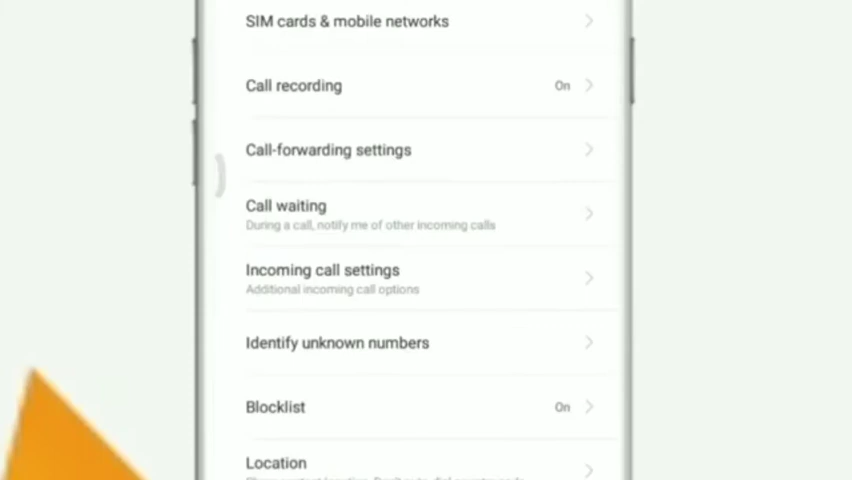 SIM cards & mobile networks
Call recording
On
Call-forwarding settings
Call waiting
During a call, notify me of other incoming calls
Incoming call settings
Additional incoming call options
Identify unknown numbers
Blocklist
On
Location